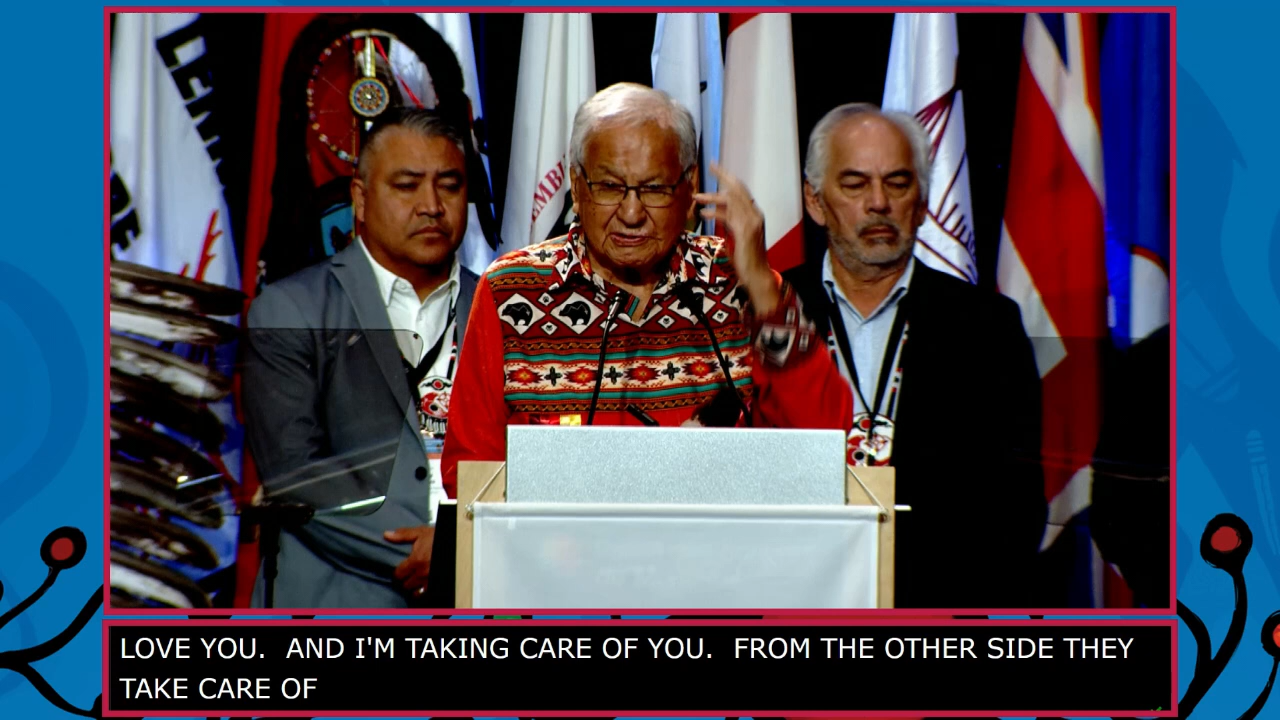 LOVE YOU.  AND I'M TAKING CARE OF YOU.  FROM THE OTHER SIDE THEY
TAKE CARE OF